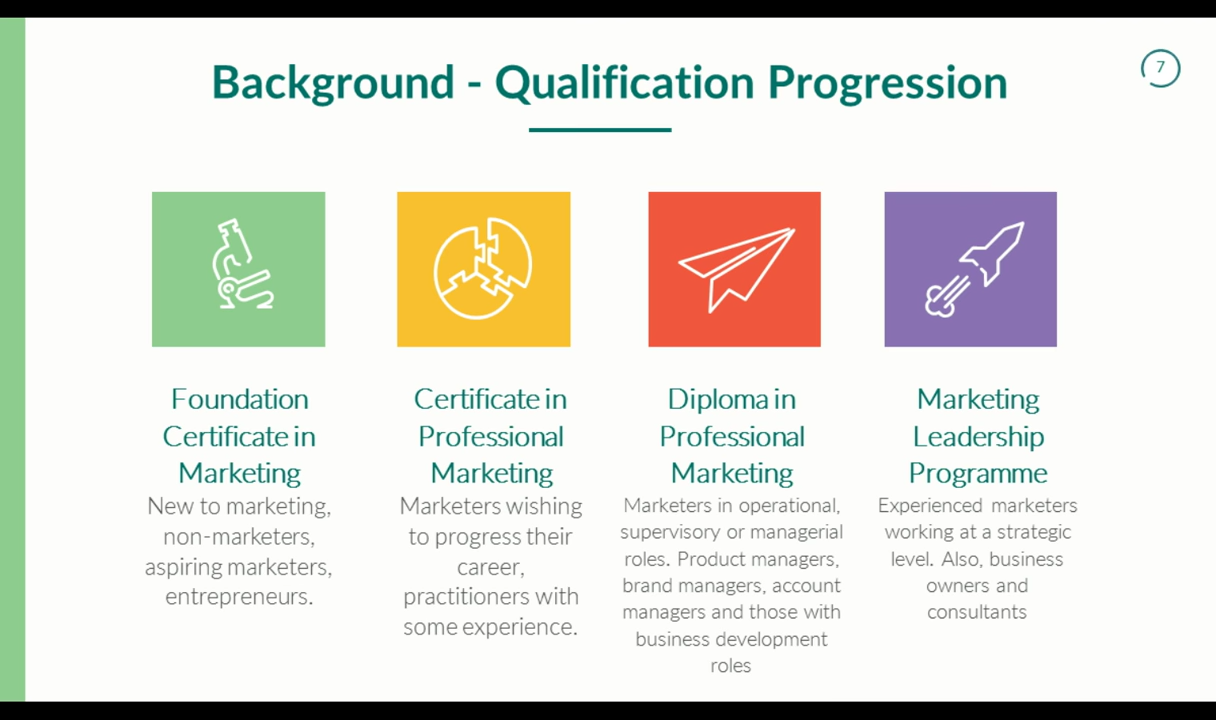 Background - Qualification Progression
7
Foundation
Certificate in
Marketing
New to marketing,
non-marketers,
aspiring marketers,
entrepreneurs.
Certificate in
Professional
Marketing
Marketers wishing
to progress their
career,
practitioners with
some experience.
Diploma in
Professional
Marketing
Marketers in operational,
supervisory or managerial
roles. Product managers,
brand managers, account
managers and those with
business development
roles
Marketing
Leadership
Programme
Experienced marketers
working at a strategic
level. Also, business
owners and
consultants